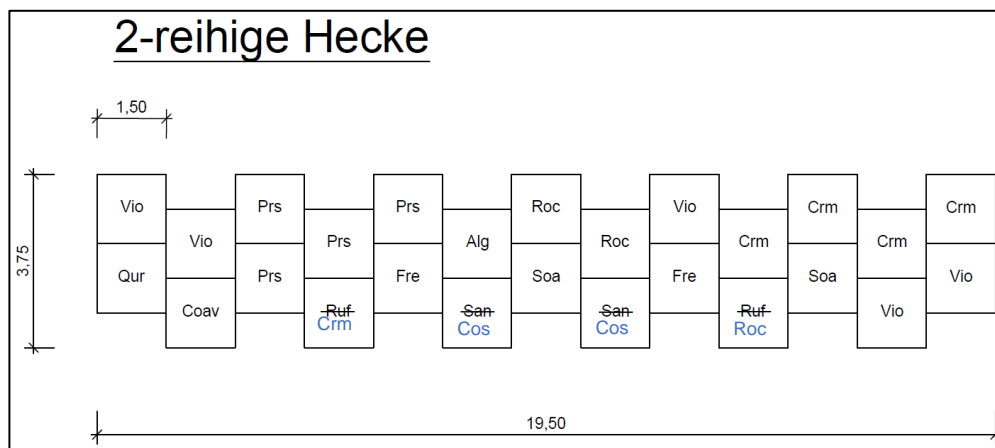 2-reihige Hecke
1,50
3,75
Vio Prs Prs Roc Vio Crm Crm
Vio Prs Alg Roc Crm Crm
Qur Prs Fre Soa Fre Soa Vio
Coav Ruf San San Ruf Vio
Crm Cos Cos Roc
19,50